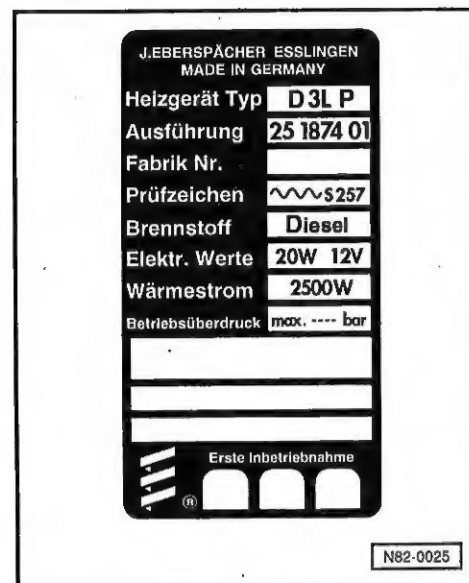 J.EBERSPÄCHER ESSLINGEN
MADE IN GERMANY
Heizgerät Typ D3L P
Ausführung 25 1874 01
Fabrik Nr.
Prüfzeichen S257
Brennstoff Diesel
Elektr. Werte 20W 12V
Wärmestrom 2500W
Betriebsüberdruck max. ---- bar
Erste Inbetriebnahme
®
N82-0025